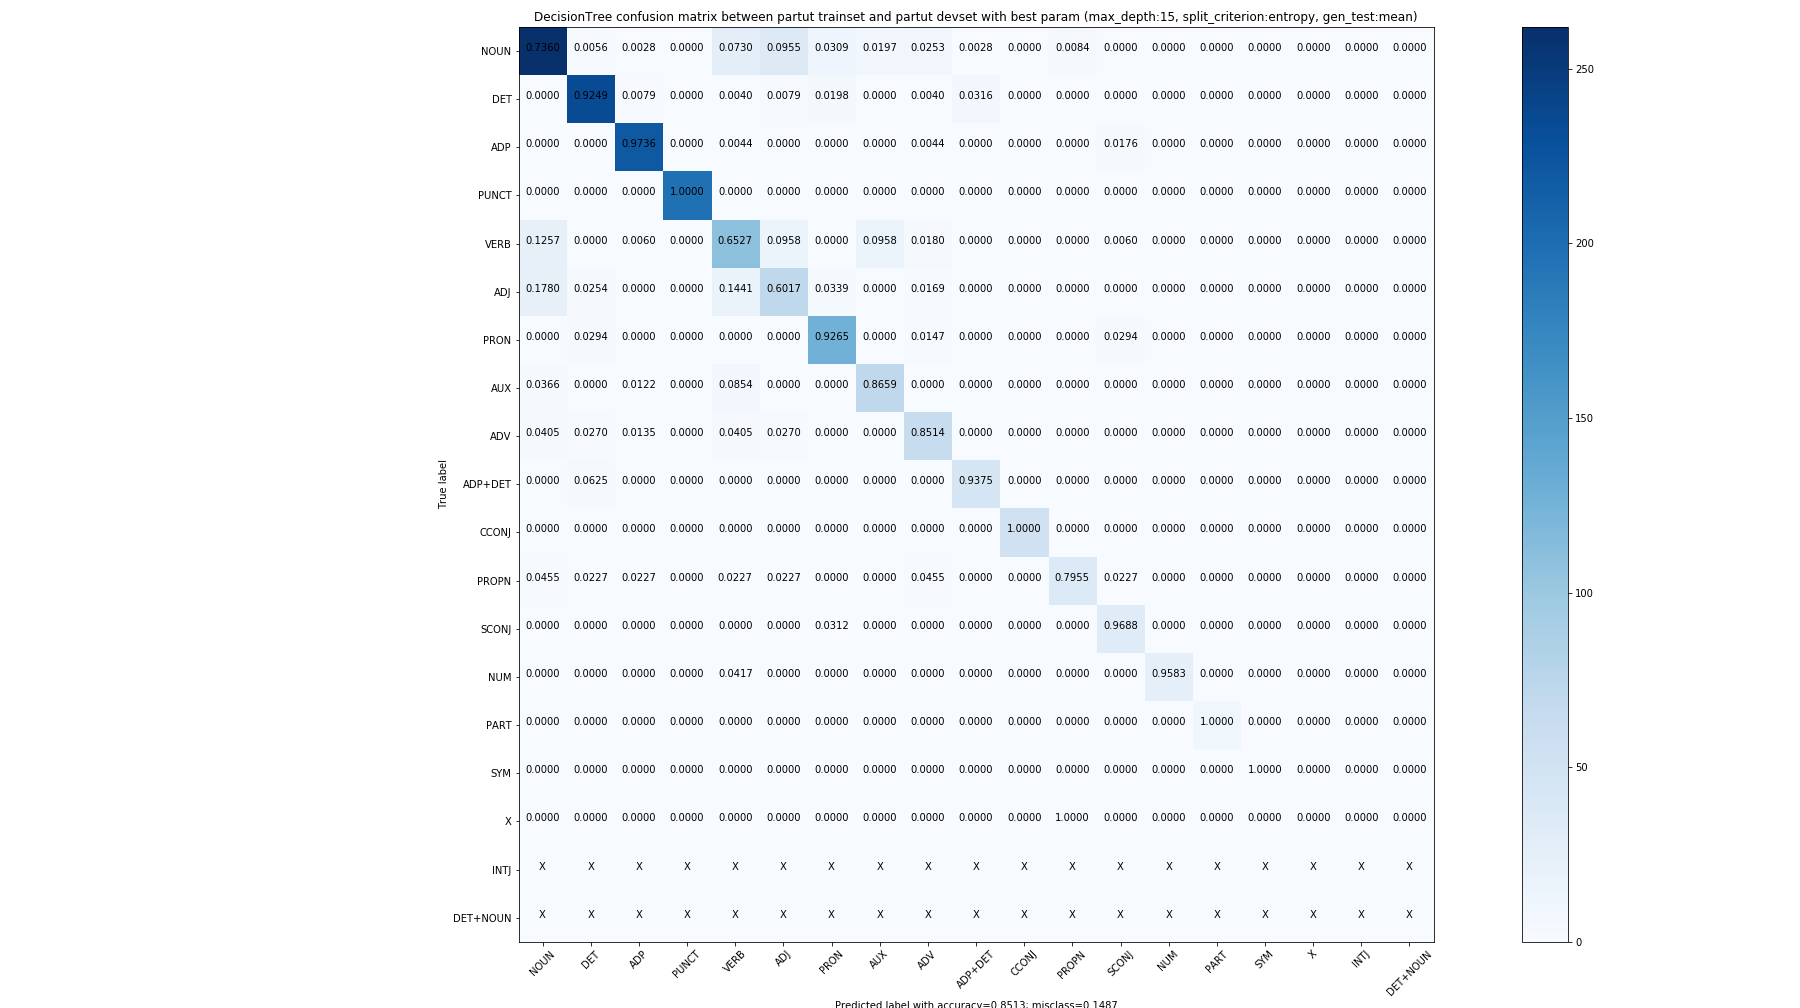 DecisionTree confusion matrix between partut trainset and partut devset with best param (max_depth:15, split_criterion:entropy, gen_test:mean)
NOUN 0.7360 0.0056 0.0028 0.0000 0.0730 0.0955 0.0309 0.0197 0.0253 0.0028 0.0000 0.0084 0.0000 0.0000 0.0000 0.0000 0.0000 0.0000 0.0000
DET 0.0000 0.9249 0.0079 0.0000 0.0040 0.0079 0.0198 0.0000 0.0040 0.0316 0.0000 0.0000 0.0000 0.0000 0.0000 0.0000 0.0000 0.0000 0.0000
ADP 0.0000 0.0000 0.9736 0.0000 0.0044 0.0000 0.0000 0.0000 0.0044 0.0000 0.0000 0.0000 0.0176 0.0000 0.0000 0.0000 0.0000 0.0000 0.0000
PUNCT 0.0000 0.0000 0.0000 1.0000 0.0000 0.0000 0.0000 0.0000 0.0000 0.0000 0.0000 0.0000 0.0000 0.0000 0.0000 0.0000 0.0000 0.0000 0.0000
VERB 0.1257 0.0000 0.0060 0.0000 0.6527 0.0958 0.0000 0.0958 0.0180 0.0000 0.0000 0.0000 0.0060 0.0000 0.0000 0.0000 0.0000 0.0000 0.0000
ADJ 0.1780 0.0254 0.0000 0.0000 0.1441 0.6017 0.0339 0.0000 0.0169 0.0000 0.0000 0.0000 0.0000 0.0000 0.0000 0.0000 0.0000 0.0000 0.0000
PRON 0.0000 0.0294 0.0000 0.0000 0.0000 0.0000 0.9265 0.0000 0.0147 0.0000 0.0000 0.0000 0.0294 0.0000 0.0000 0.0000 0.0000 0.0000 0.0000
AUX 0.0366 0.0000 0.0122 0.0000 0.0854 0.0000 0.0000 0.8659 0.0000 0.0000 0.0000 0.0000 0.0000 0.0000 0.0000 0.0000 0.0000 0.0000 0.0000
ADV 0.0405 0.0270 0.0135 0.0000 0.0405 0.0270 0.0000 0.0000 0.8514 0.0000 0.0000 0.0000 0.0000 0.0000 0.0000 0.0000 0.0000 0.0000 0.0000
ADP+DET 0.0000 0.0625 0.0000 0.0000 0.0000 0.0000 0.0000 0.0000 0.0000 0.9375 0.0000 0.0000 0.0000 0.0000 0.0000 0.0000 0.0000 0.0000 0.0000
CCONJ 0.0000 0.0000 0.0000 0.0000 0.0000 0.0000 0.0000 0.0000 0.0000 0.0000 1.0000 0.0000 0.0000 0.0000 0.0000 0.0000 0.0000 0.0000 0.0000
PROPN 0.0455 0.0227 0.0227 0.0000 0.0227 0.0227 0.0000 0.0000 0.0455 0.0000 0.0000 0.7955 0.0227 0.0000 0.0000 0.0000 0.0000 0.0000 0.0000
SCONJ 0.0000 0.0000 0.0000 0.0000 0.0000 0.0000 0.0312 0.0000 0.0000 0.0000 0.0000 0.0000 0.9688 0.0000 0.0000 0.0000 0.0000 0.0000 0.0000
NUM 0.0000 0.0000 0.0000 0.0000 0.0417 0.0000 0.0000 0.0000 0.0000 0.0000 0.0000 0.0000 0.0000 0.9583 0.0000 0.0000 0.0000 0.0000 0.0000
PART 0.0000 0.0000 0.0000 0.0000 0.0000 0.0000 0.0000 0.0000 0.0000 0.0000 0.0000 0.0000 0.0000 0.0000 1.0000 0.0000 0.0000 0.0000 0.0000
SYM 0.0000 0.0000 0.0000 0.0000 0.0000 0.0000 0.0000 0.0000 0.0000 0.0000 0.0000 0.0000 0.0000 0.0000 0.0000 1.0000 0.0000 0.0000 0.0000
X 0.0000 0.0000 0.0000 0.0000 0.0000 0.0000 0.0000 0.0000 0.0000 0.0000 0.0000 1.0000 0.0000 0.0000 0.0000 0.0000 0.0000 0.0000 0.0000
INTJ X X X X X X X X X X X X X X X X X X X
DET+NOUN X X X X X X X X X X X X X X X X X X X
NOUN DET ADP PUNCT VERB ADJ PRON AUX ADV ADP+DET CCONJ PROPN SCONJ NUM PART SYM X INTJ DET+NOUN
True label
Predicted label with accuracy=0.8513; misclass=0.1487
250
200
150
100
50
0